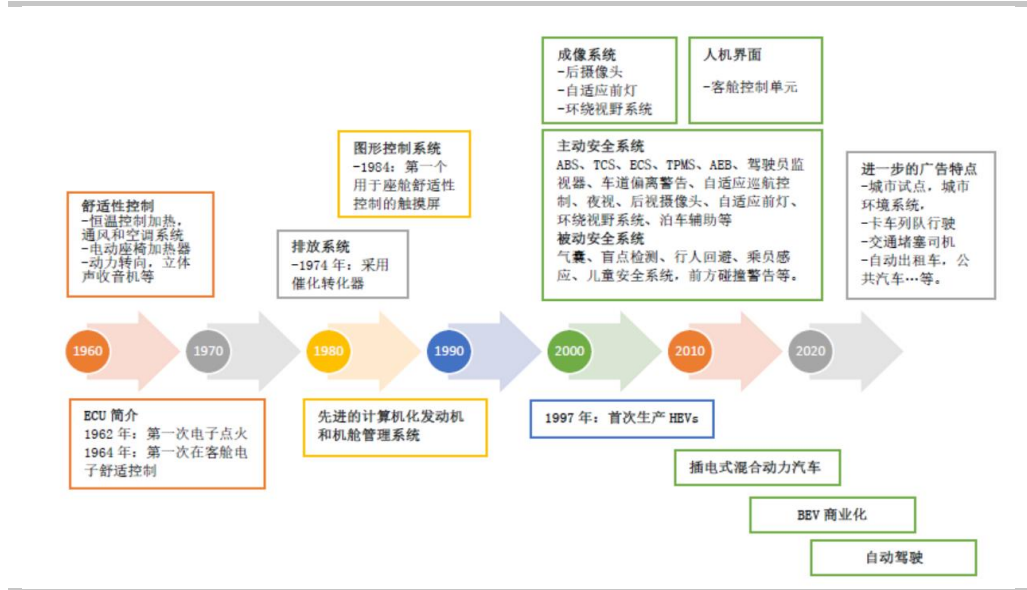 成像系统
-后摄像头
-自适应前灯
-环绕视野系统
人机界面
-客舱控制单元
图形控制系统
-1984：第一个
用于座舱舒适性
控制的触摸屏
主动安全系统
ABS、TCS、ECS、TPMS、AEB、驾驶员监
视器、车道偏离警告、自适应巡航控
制、夜视、后视摄像头、自适应前灯、
环绕视野系统、泊车辅助等
被动安全系统
气囊、盲点检测、行人回避、乘员感
应、儿童安全系统，前方碰撞警告等。
进一步的广告特点
-城市试点，城市
环境系统，
-卡车列队行驶
-交通堵塞司机
-自动出租车，公
共汽车…等。
舒适性控制
-恒温控制加热，
通风和空调系统
-电动座椅加热器
-动力转向，立体
声收音机等
排放系统
-1974 年：采用
催化转化器
1960
1970
1980
1990
2000
2010
2020
ECU 简介
1962 年：第一次电子点火
1964 年：第一次在客舱电
子舒适控制
先进的计算机化发动机
和机舱管理系统
1997 年：首次生产 HEVs
插电式混合动力汽车
BEV 商业化
自动驾驶